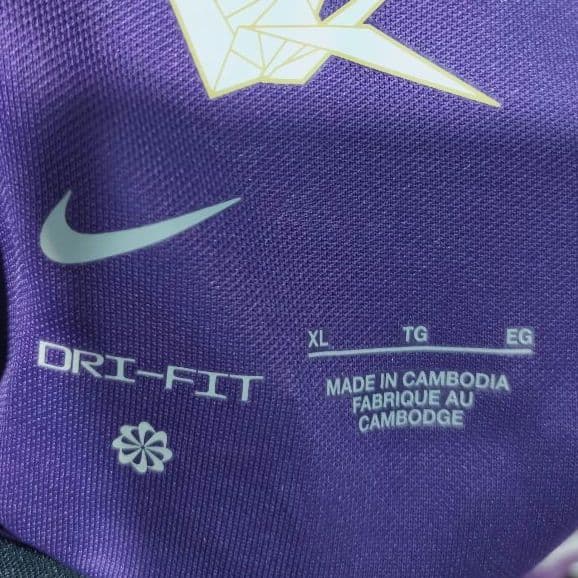 DRI-FIT
XL TG EG
MADE IN CAMBODIA
FABRIQUE AU
CAMBODGE